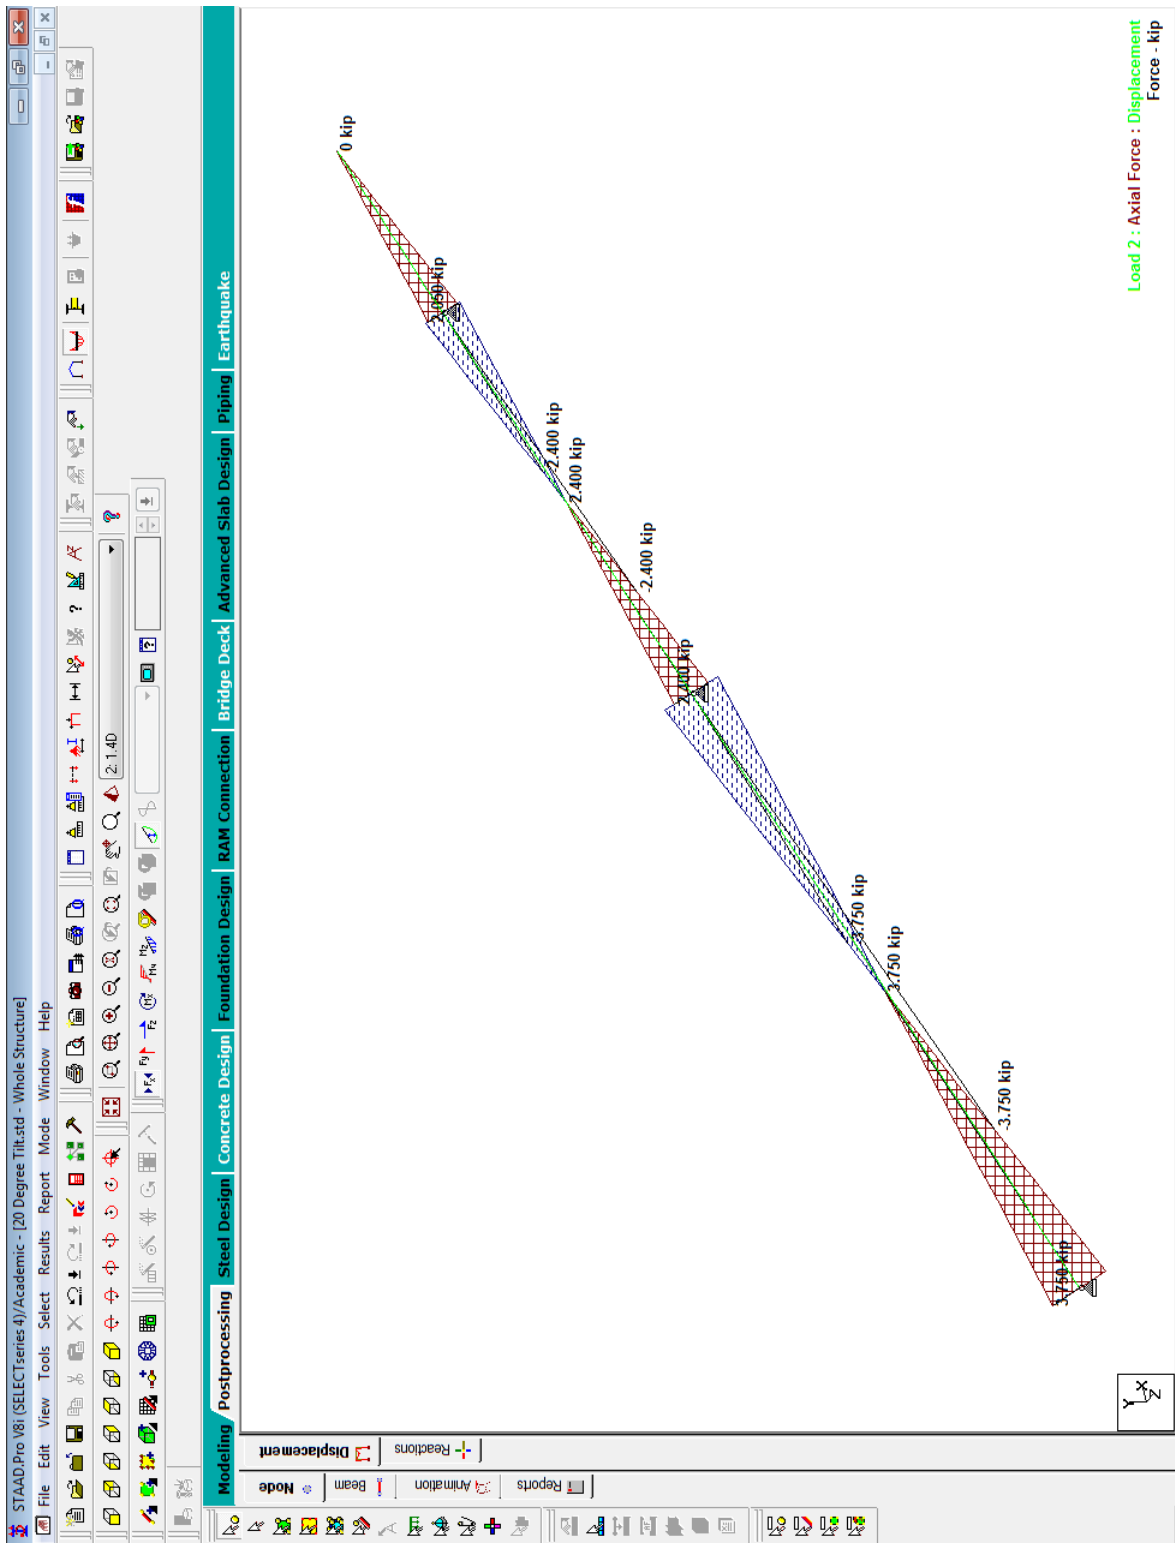 STAAD.Pro V8i (SELECTseries 4)/Academic - [20 Degree Tilt.std - Whole Structure]
File Edit View Tools Select Results Report Mode Window Help
2: 1.4D
Modeling Postprocessing Steel Design Concrete Design Foundation Design RAM Connection Bridge Deck Advanced Slab Design Piping Earthquake
Node
Beam
Animation
Reports
Displacement
Reactions
0 kip
-2.400 kip
2.400 kip
-2.400 kip
3.750 kip
-3.750 kip
3.750 kip
Y
X
Z
Load 2 : Axial Force : Displacement
Force - kip